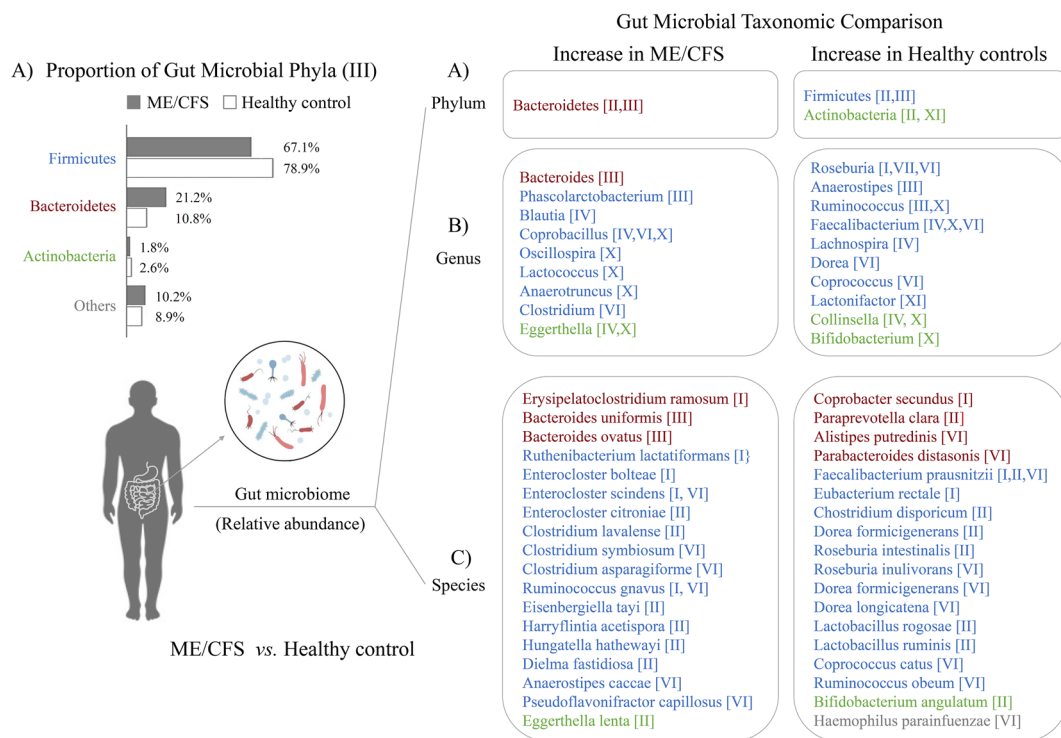 Gut Microbial Taxonomic Comparison
Increase in ME/CFS
Increase in Healthy controls
A) Proportion of Gut Microbial Phyla (III)
ME/CFS
Healthy control
Firmicutes
67.1%
78.9%
Bacteroidetes
21.2%
10.8%
Actinobacteria
1.8%
2.6%
Others
10.2%
8.9%
Gut microbiome
(Relative abundance)
ME/CFS vs. Healthy control
A)
Phylum
Bacteroidetes [II,III]
Firmicutes [II,III]
Actinobacteria [II, XI]
B)
Genus
Bacteroides [III]
Phascolarctobacterium [III]
Blautia [IV]
Coprobacillus [IV,VI,X]
Oscillospira [X]
Lactococcus [X]
Anaerotruncus [X]
Clostridium [VI]
Eggerthella [IV,X]
Roseburia [I,VII,VI]
Anaerostipes [III]
Ruminococcus [III,X]
Faecalibacterium [IV,X,VI]
Lachnospira [IV]
Dorea [VI]
Coprococcus [VI]
Lactonifactor [XI]
Collinsella [IV, X]
Bifidobacterium [X]
C)
Species
Erysipelatoclostridium ramosum [I]
Bacteroides uniformis [III]
Bacteroides ovatus [III]
Ruthenibacterium lactatiformans [I}
Enterocloster bolteae [I]
Enterocloster scindens [I, VI]
Enterocloster citroniae [II]
Clostridium lavalense [II]
Clostridium symbiosum [VI]
Clostridium asparagiforme [VI]
Ruminococcus gnavus [I, VI]
Eisenbergiella tayi [II]
Harryflintia acetispora [II]
Hungatella hathewayi [II]
Dielma fastidiosa [II]
Anaerostipes caccae [VI]
Pseudoflavonifractor capillosus [VI]
Eggerthella lenta [II]
Coprobacter secundus [I]
Paraprevotella clara [II]
Alistipes putredinis [VI]
Parabacteroides distasonis [VI]
Faecalibacterium prausnitzii [I,II,VI]
Eubacterium rectale [I]
Chostridium disporicum [II]
Dorea formicigenerans [II]
Roseburia intestinalis [II]
Roseburia inulivorans [VI]
Dorea formicigenerans [VI]
Dorea longicatena [VI]
Lactobacillus rogosae [II]
Lactobacillus ruminis [II]
Coprococcus catus [VI]
Ruminococcus obeum [VI]
Bifidobacterium angulatum [II]
Haemophilus parainfuenzae [VI]